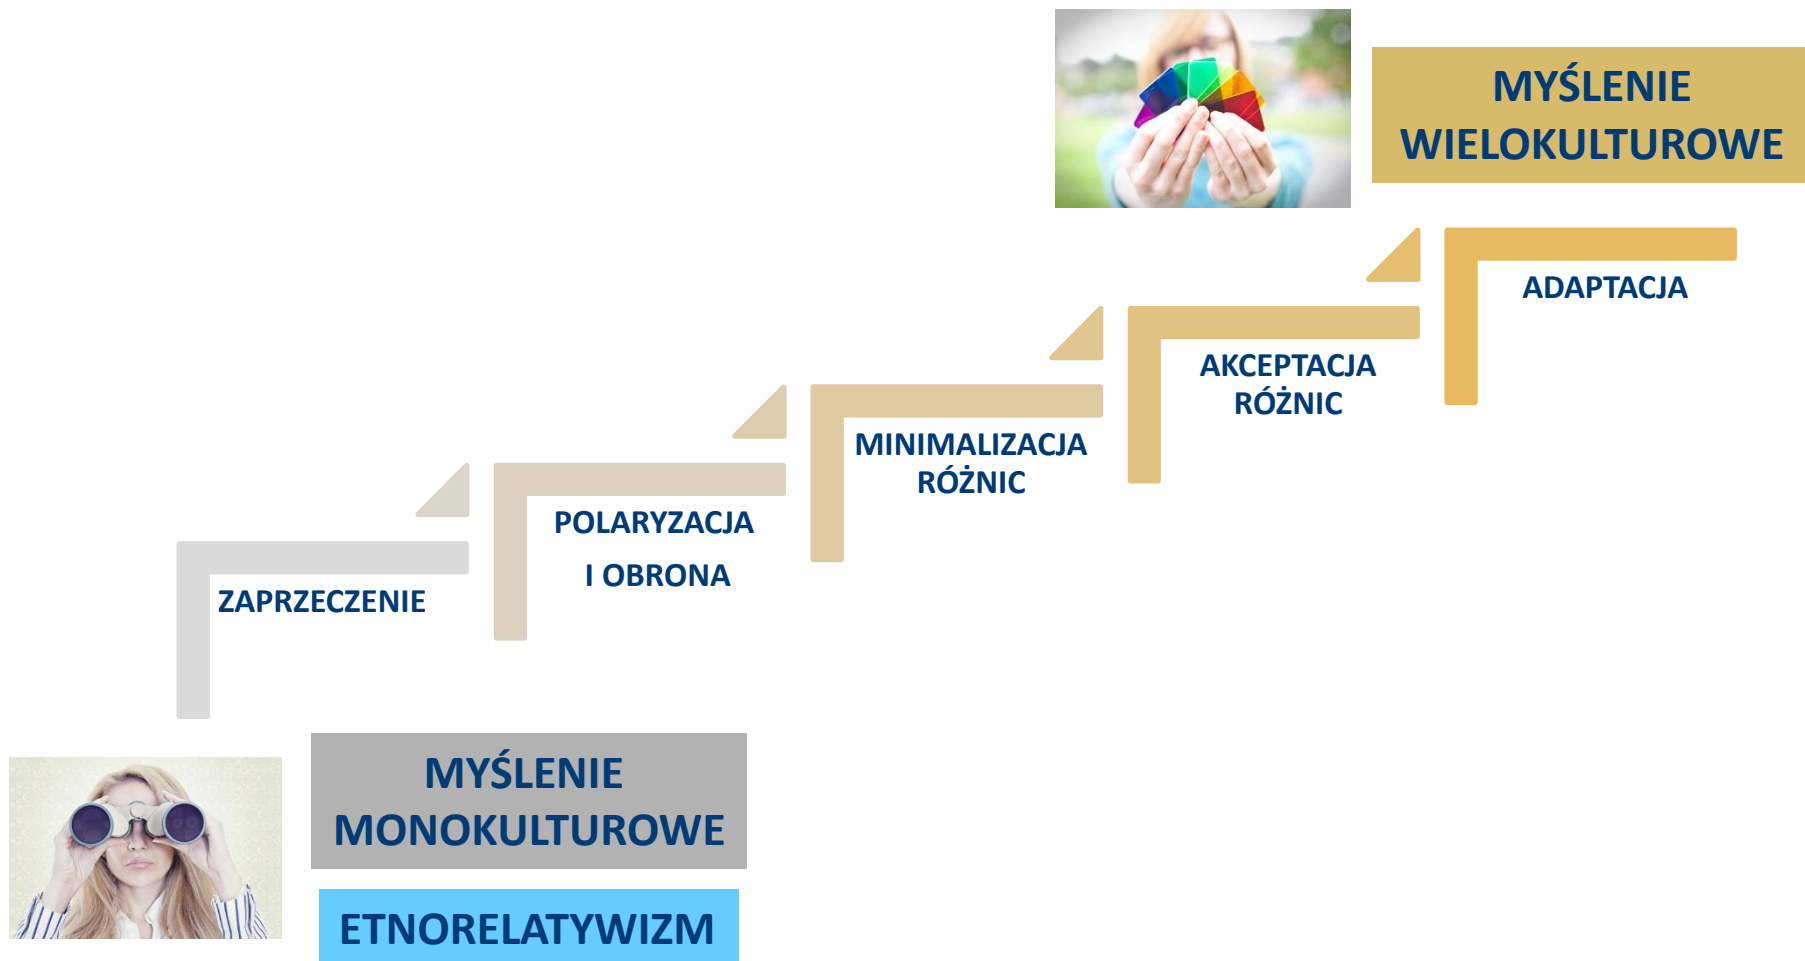 MYŚLENIE
WIELOKULTUROWE
ADAPTACJA
AKCEPTACJA
RÓŻNIC
MINIMALIZACJA
RÓŻNIC
POLARYZACJA
I OBRONA
ZAPRZECZENIE
MYŚLENIE
MONOKULTUROWE
ETNORELATYWIZM